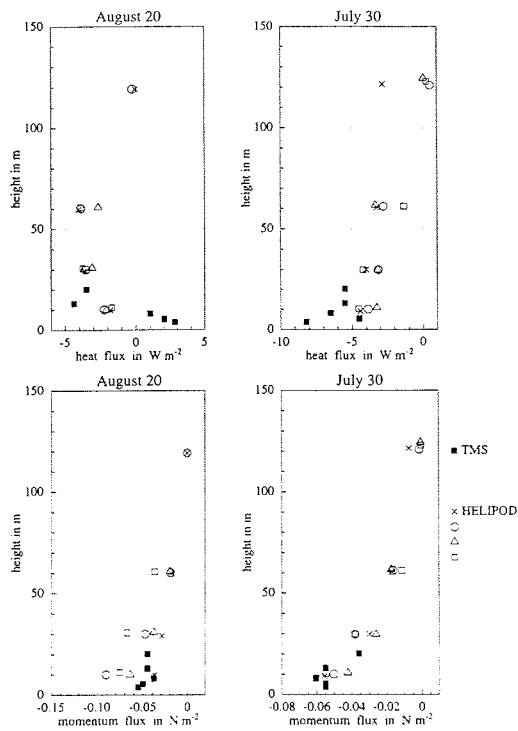 August 20
July 30
150
100
50
0
height in m
-5
0
5
heat flux in W m-2
150
100
50
0
height in m
-10
-5
0
heat flux in W m-2
August 20
July 30
150
100
50
0
height in m
-0.15
-0.10
-0.05
0
momentum flux in N m-2
150
100
50
0
height in m
-0.08
-0.06
-0.04
-0.02
0
momentum flux in N m-2
TMS
HELIPOD